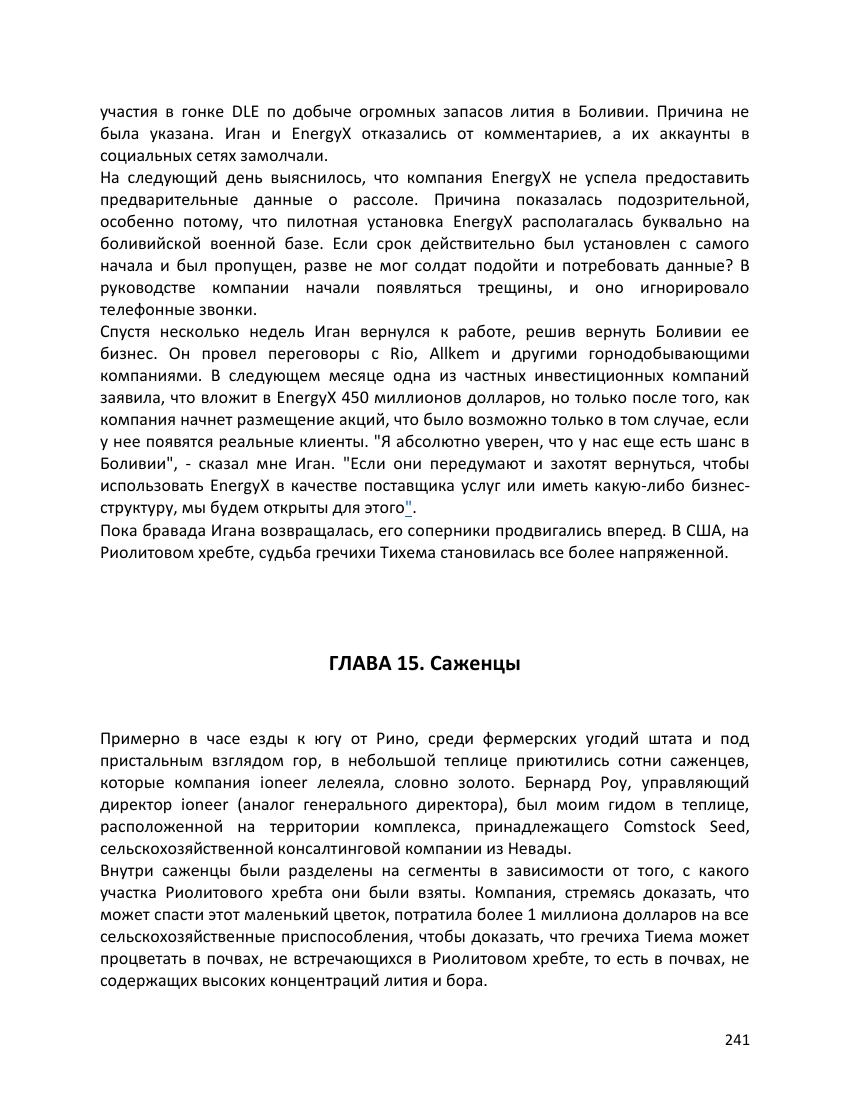 участия в гонке DLE по добыче огромных запасов лития в Боливии. Причина не
была указана. Иган и EnergyX отказались от комментариев, а их аккаунты в
социальных сетях замолчали.
На следующий день выяснилось, что компания EnergyX не успела предоставить
предварительные данные о рассоле. Причина показалась подозрительной,
особенно потому, что пилотная установка EnergyX располагалась буквально на
боливийской военной базе. Если срок действительно был установлен с самого
начала и был пропущен, разве не мог солдат подойти и потребовать данные? В
руководстве компании начали появляться трещины, и оно игнорировало
телефонные звонки.
Спустя несколько недель Иган вернулся к работе, решив вернуть Боливии ее
бизнес. Он провел переговоры с Rio, Allkem и другими горнодобывающими
компаниями. В следующем месяце одна из частных инвестиционных компаний
заявила, что вложит в EnergyX 450 миллионов долларов, но только после того, как
компания начнет размещение акций, что было возможно только в том случае, если
у нее появятся реальные клиенты. "Я абсолютно уверен, что у нас еще есть шанс в
Боливии", - сказал мне Иган. "Если они передумают и захотят вернуться, чтобы
использовать EnergyX в качестве поставщика услуг или иметь какую-либо бизнес-
структуру, мы будем открыты для этого".
Пока бравада Игана возвращалась, его соперники продвигались вперед. В США, на
Риолитовом хребте, судьба гречихи Тихема становилась все более напряженной.
ГЛАВА 15. Саженцы
Примерно в часе езды к югу от Рино, среди фермерских угодий штата и под
пристальным взглядом гор, в небольшой теплице приютились сотни саженцев,
которые компания ioneer лелеяла, словно золото. Бернард Роу, управляющий
директор ioneer (аналог генерального директора), был моим гидом в теплице,
расположенной на территории комплекса, принадлежащего Comstock Seed,
сельскохозяйственной консалтинговой компании из Невады.
Внутри саженцы были разделены на сегменты в зависимости от того, с какого
участка Риолитового хребта они были взяты. Компания, стремясь доказать, что
может спасти этот маленький цветок, потратила более 1 миллиона долларов на все
сельскохозяйственные приспособления, чтобы доказать, что гречиха Тиема может
процветать в почвах, не встречающихся в Риолитовом хребте, то есть в почвах, не
содержащих высоких концентраций лития и бора.
241